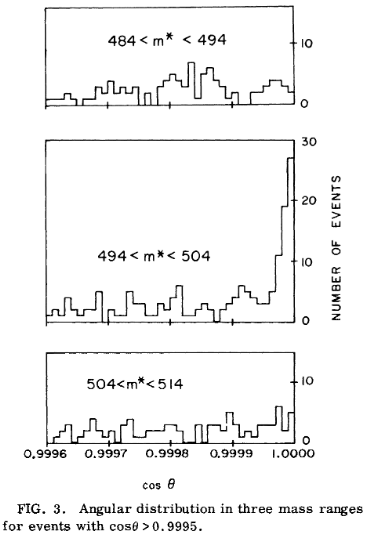 484 < m* < 494
10
0
30
20
10
0
494 < m* < 504
NUMBER OF EVENTS
504<m*<514
10
0
0.9996 0.9997 0.9998 0.9999 1.0000
cos θ
FIG. 3. Angular distribution in three mass ranges
for events with cosθ > 0.9995.